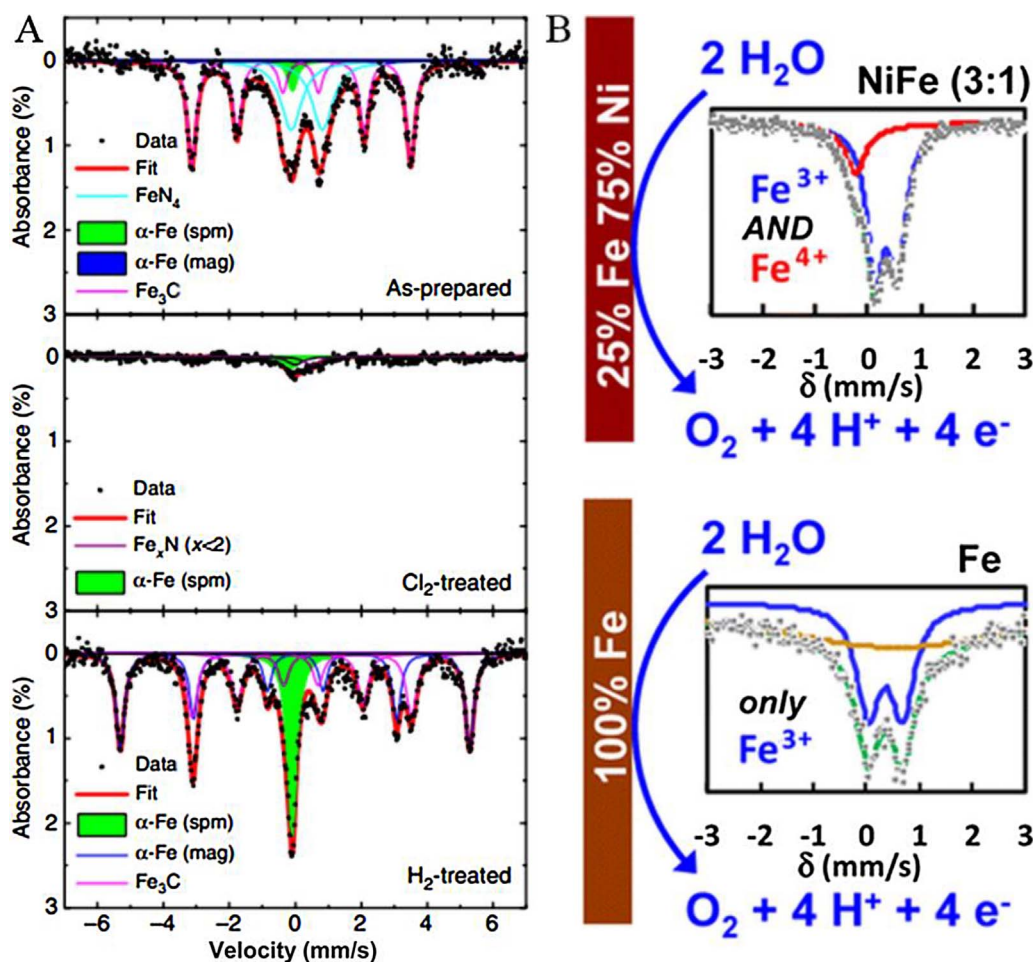 A
Absorbance (%)
0
1
2
3
Data
Fit
FeN₄
α-Fe (spm)
α-Fe (mag)
Fe₃C
As-prepared
Absorbance (%)
0
1
2
3
Data
Fit
FeₓN (x<2)
α-Fe (spm)
Cl₂-treated
Absorbance (%)
0
1
2
3
Data
Fit
α-Fe (spm)
α-Fe (mag)
Fe₃C
H₂-treated
−6 −4 −2 0 2 4 6
Velocity (mm/s)
B
25% Fe 75% Ni
2 H₂O
NiFe (3:1)
Fe³⁺
AND
Fe⁴⁺
-3 -2 -1 0 1 2 3
δ (mm/s)
O₂ + 4 H⁺ + 4 e⁻
100% Fe
2 H₂O
Fe
only
Fe³⁺
-3 -2 -1 0 1 2 3
δ (mm/s)
O₂ + 4 H⁺ + 4 e⁻